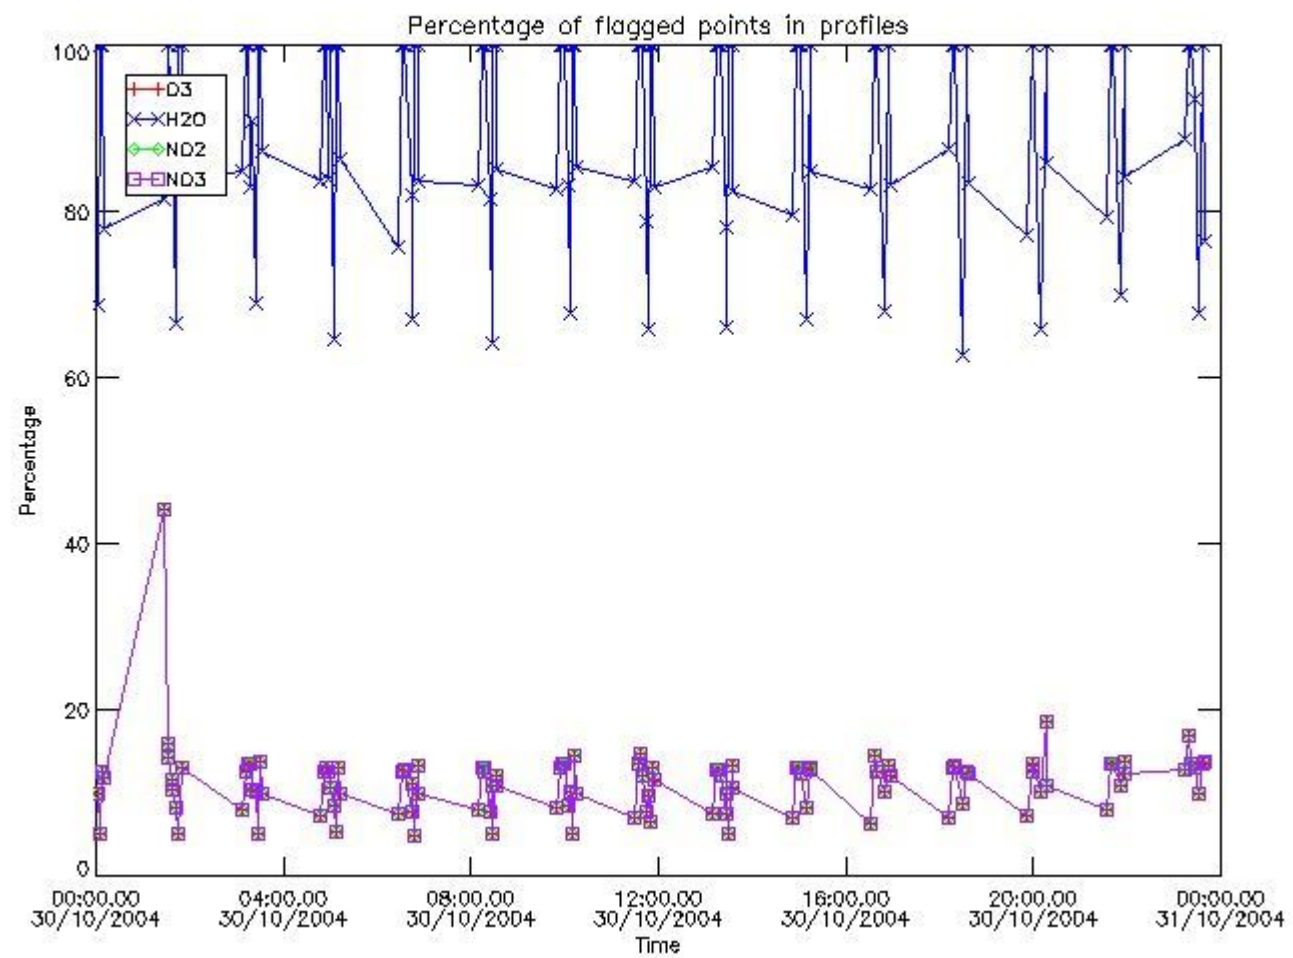 Percentage of flagged points in profiles
100
80
60
40
20
0
Percentage
O3
H2O
NO2
NO3
00:00.00 04:00.00 08:00.00 12:00.00 16:00.00 20:00.00 00:00.00
30/10/2004 30/10/2004 30/10/2004 30/10/2004 30/10/2004 30/10/2004 31/10/2004
Time